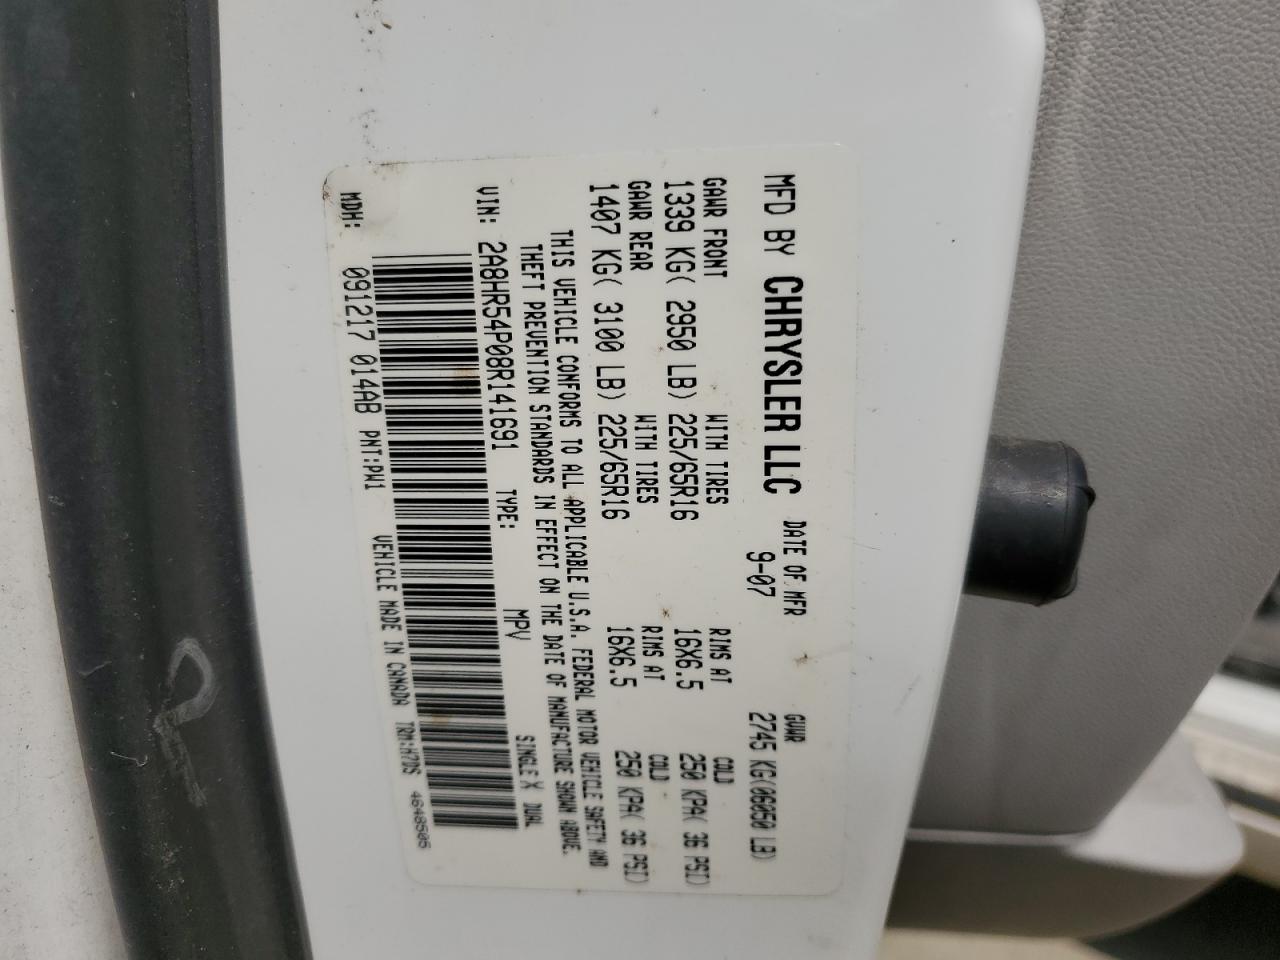 MFD BY CHRYSLER LLC DATE OF MFR 9-07 GVWR 2745 KG(06050 LB)
GAWR FRONT WITH TIRES RIMS AT COLD
1339 KG( 2950 LB) 225/65R16 16X6.5 250 KPA( 36 PSI)
GAWR REAR WITH TIRES RIMS AT COLD
1407 KG( 3100 LB) 225/65R16 16X6.5 250 KPA( 36 PSI)
THIS VEHICLE CONFORMS TO ALL APPLICABLE U.S.A. FEDERAL MOTOR VEHICLE SAFETY AND
THEFT PREVENTION STANDARDS IN EFFECT ON THE DATE OF MANUFACTURE SHOWN ABOVE.
VIN: 2A8HR54P08R141691 TYPE: MPV SINGLE X DUAL
MDH: 091217 014AB PNT:PW1 VEHICLE MADE IN CANADA TRM:H7DS 4648506